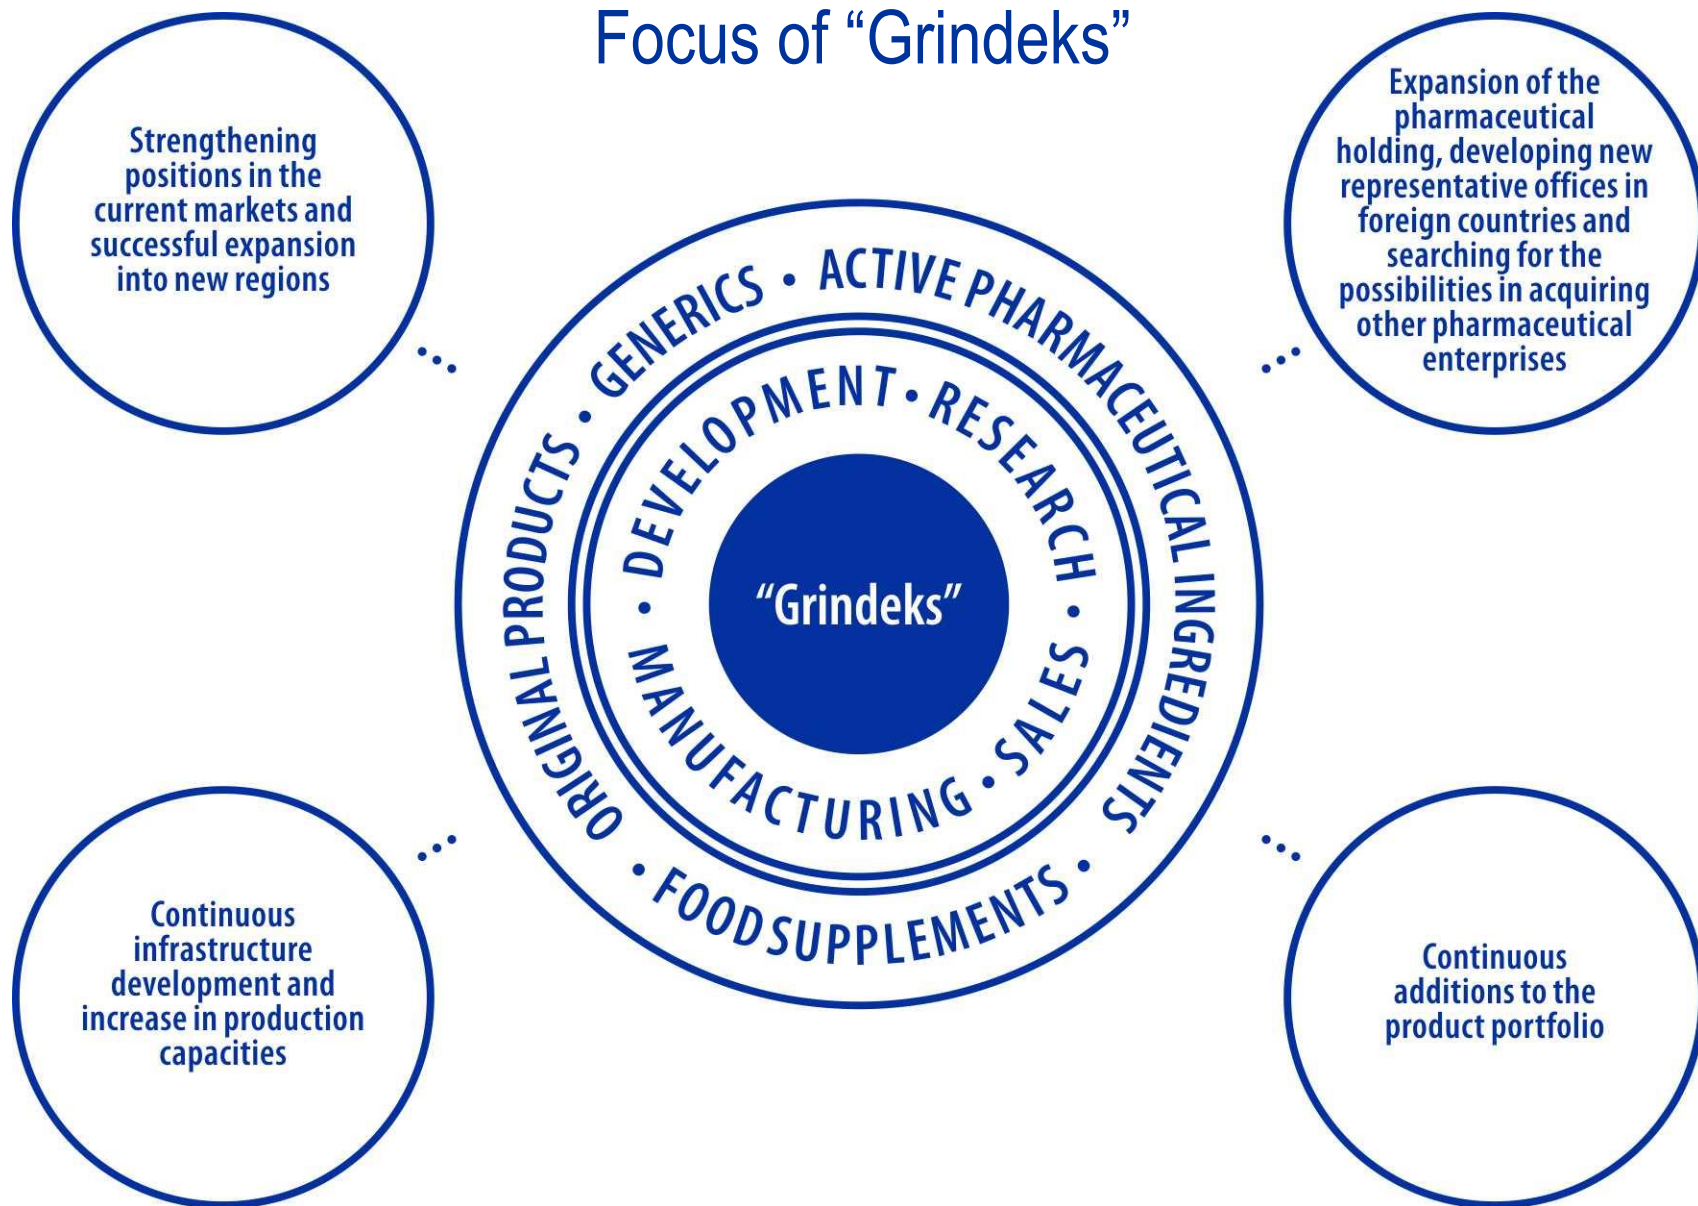 Focus of “Grindeks”
Strengthening
positions in the
current markets and
successful expansion
into new regions
Expansion of the
pharmaceutical
holding, developing new
representative offices in
foreign countries and
searching for the
possibilities in acquiring
other pharmaceutical
enterprises
ORIGINAL PRODUCTS • GENERICS • ACTIVE PHARMACEUTICAL INGREDIENTS
• FOOD SUPPLEMENTS •
• DEVELOPMENT • RESEARCH •
MANUFACTURING • SALES
“Grindeks”
...
...
...
...
Continuous
infrastructure
development and
increase in production
capacities
Continuous
additions to the
product portfolio